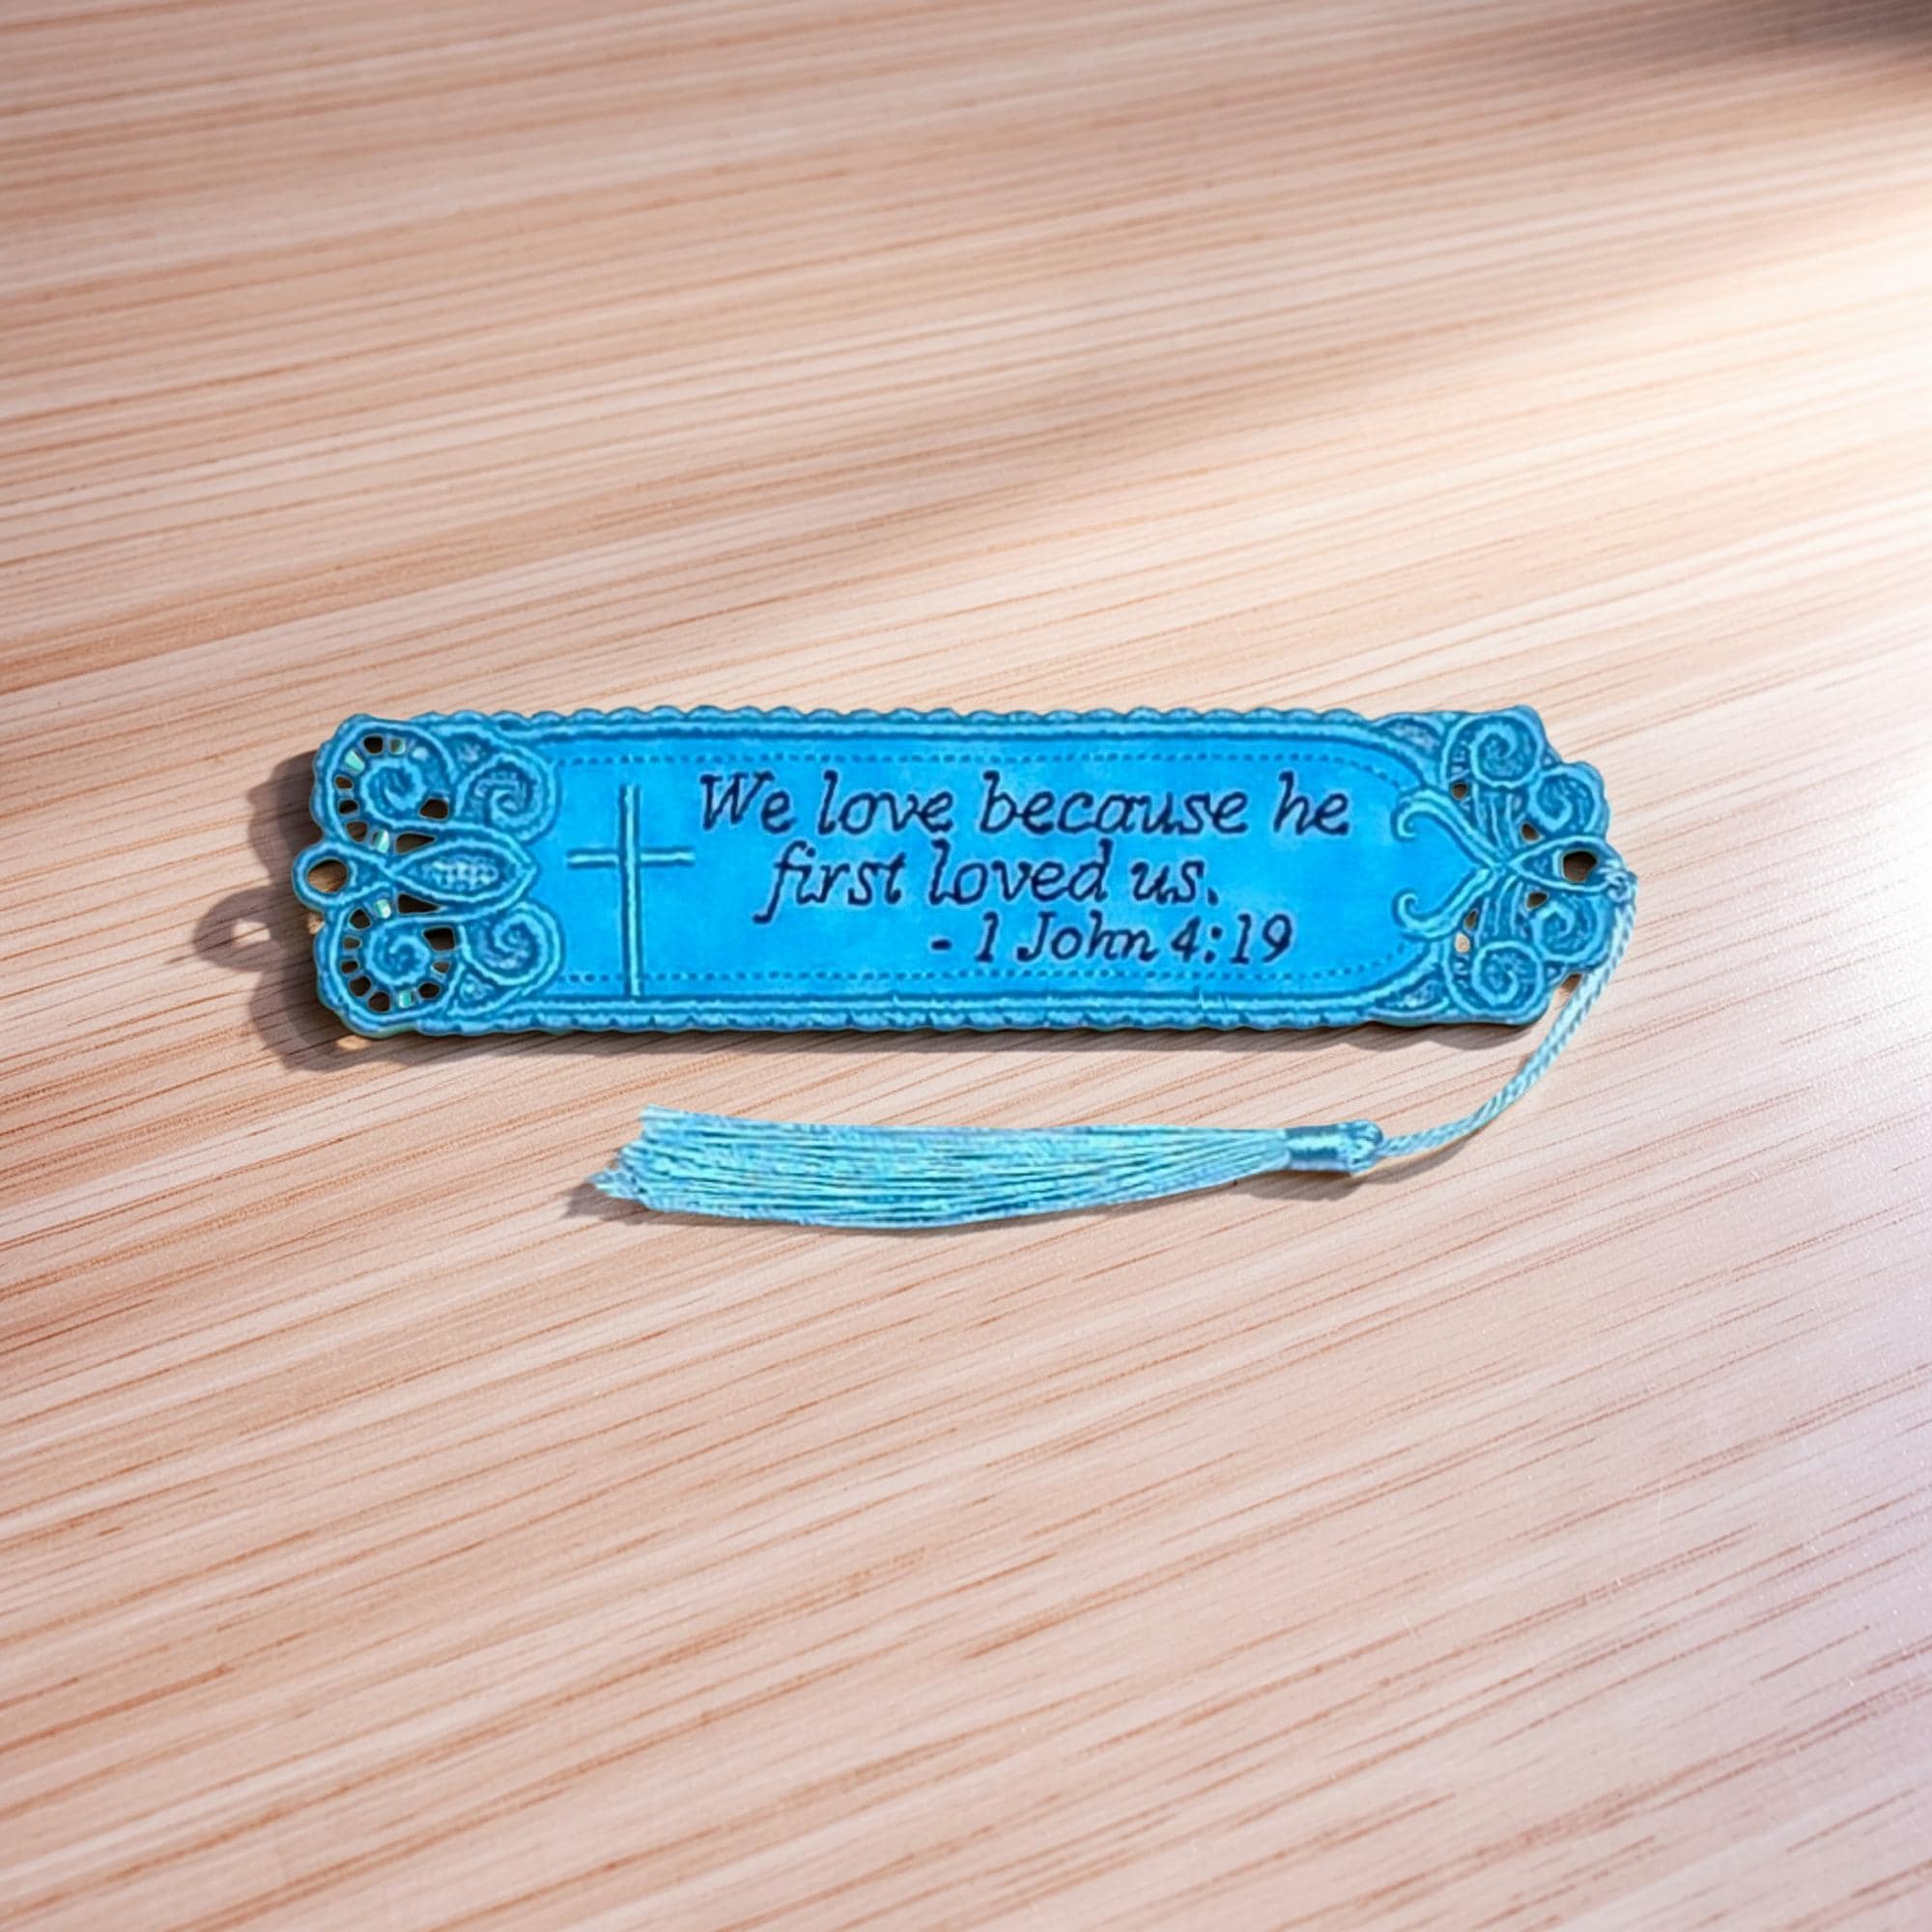 We love because he
first loved us.
- 1 John 4:19